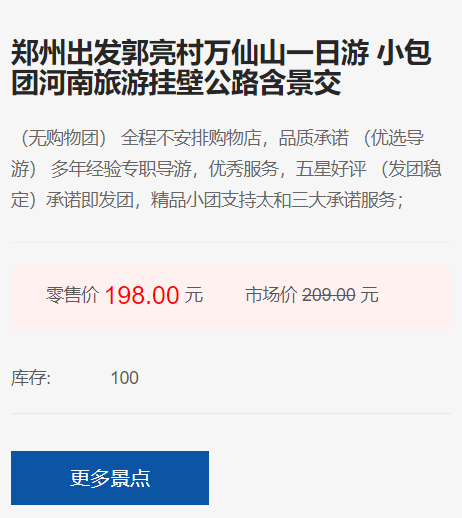 郑州出发郭亮村万仙山一日游 小包
团河南旅游挂壁公路含景交
（无购物团） 全程不安排购物店，品质承诺 （优选导
游） 多年经验专职导游，优秀服务，五星好评 （发团稳
定）承诺即发团，精品小团支持太和三大承诺服务；
零售价 198.00 元 市场价 209.00 元
库存: 100
更多景点